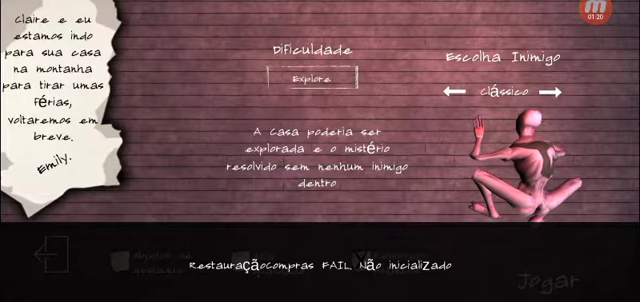 Claire e eu
estamos indo
para sua casa
na montanha
para tirar umas
férias,
voltaremos em
breve.
Emily.
Dificuldade
Explore
A casa poderia ser
explorada e o mistério
resolvido sem nenhum inimigo
dentro
Escolha Inimigo
Clássico
01:20
RestauraçãoCompras FAIL. Não inicializado
Jogar